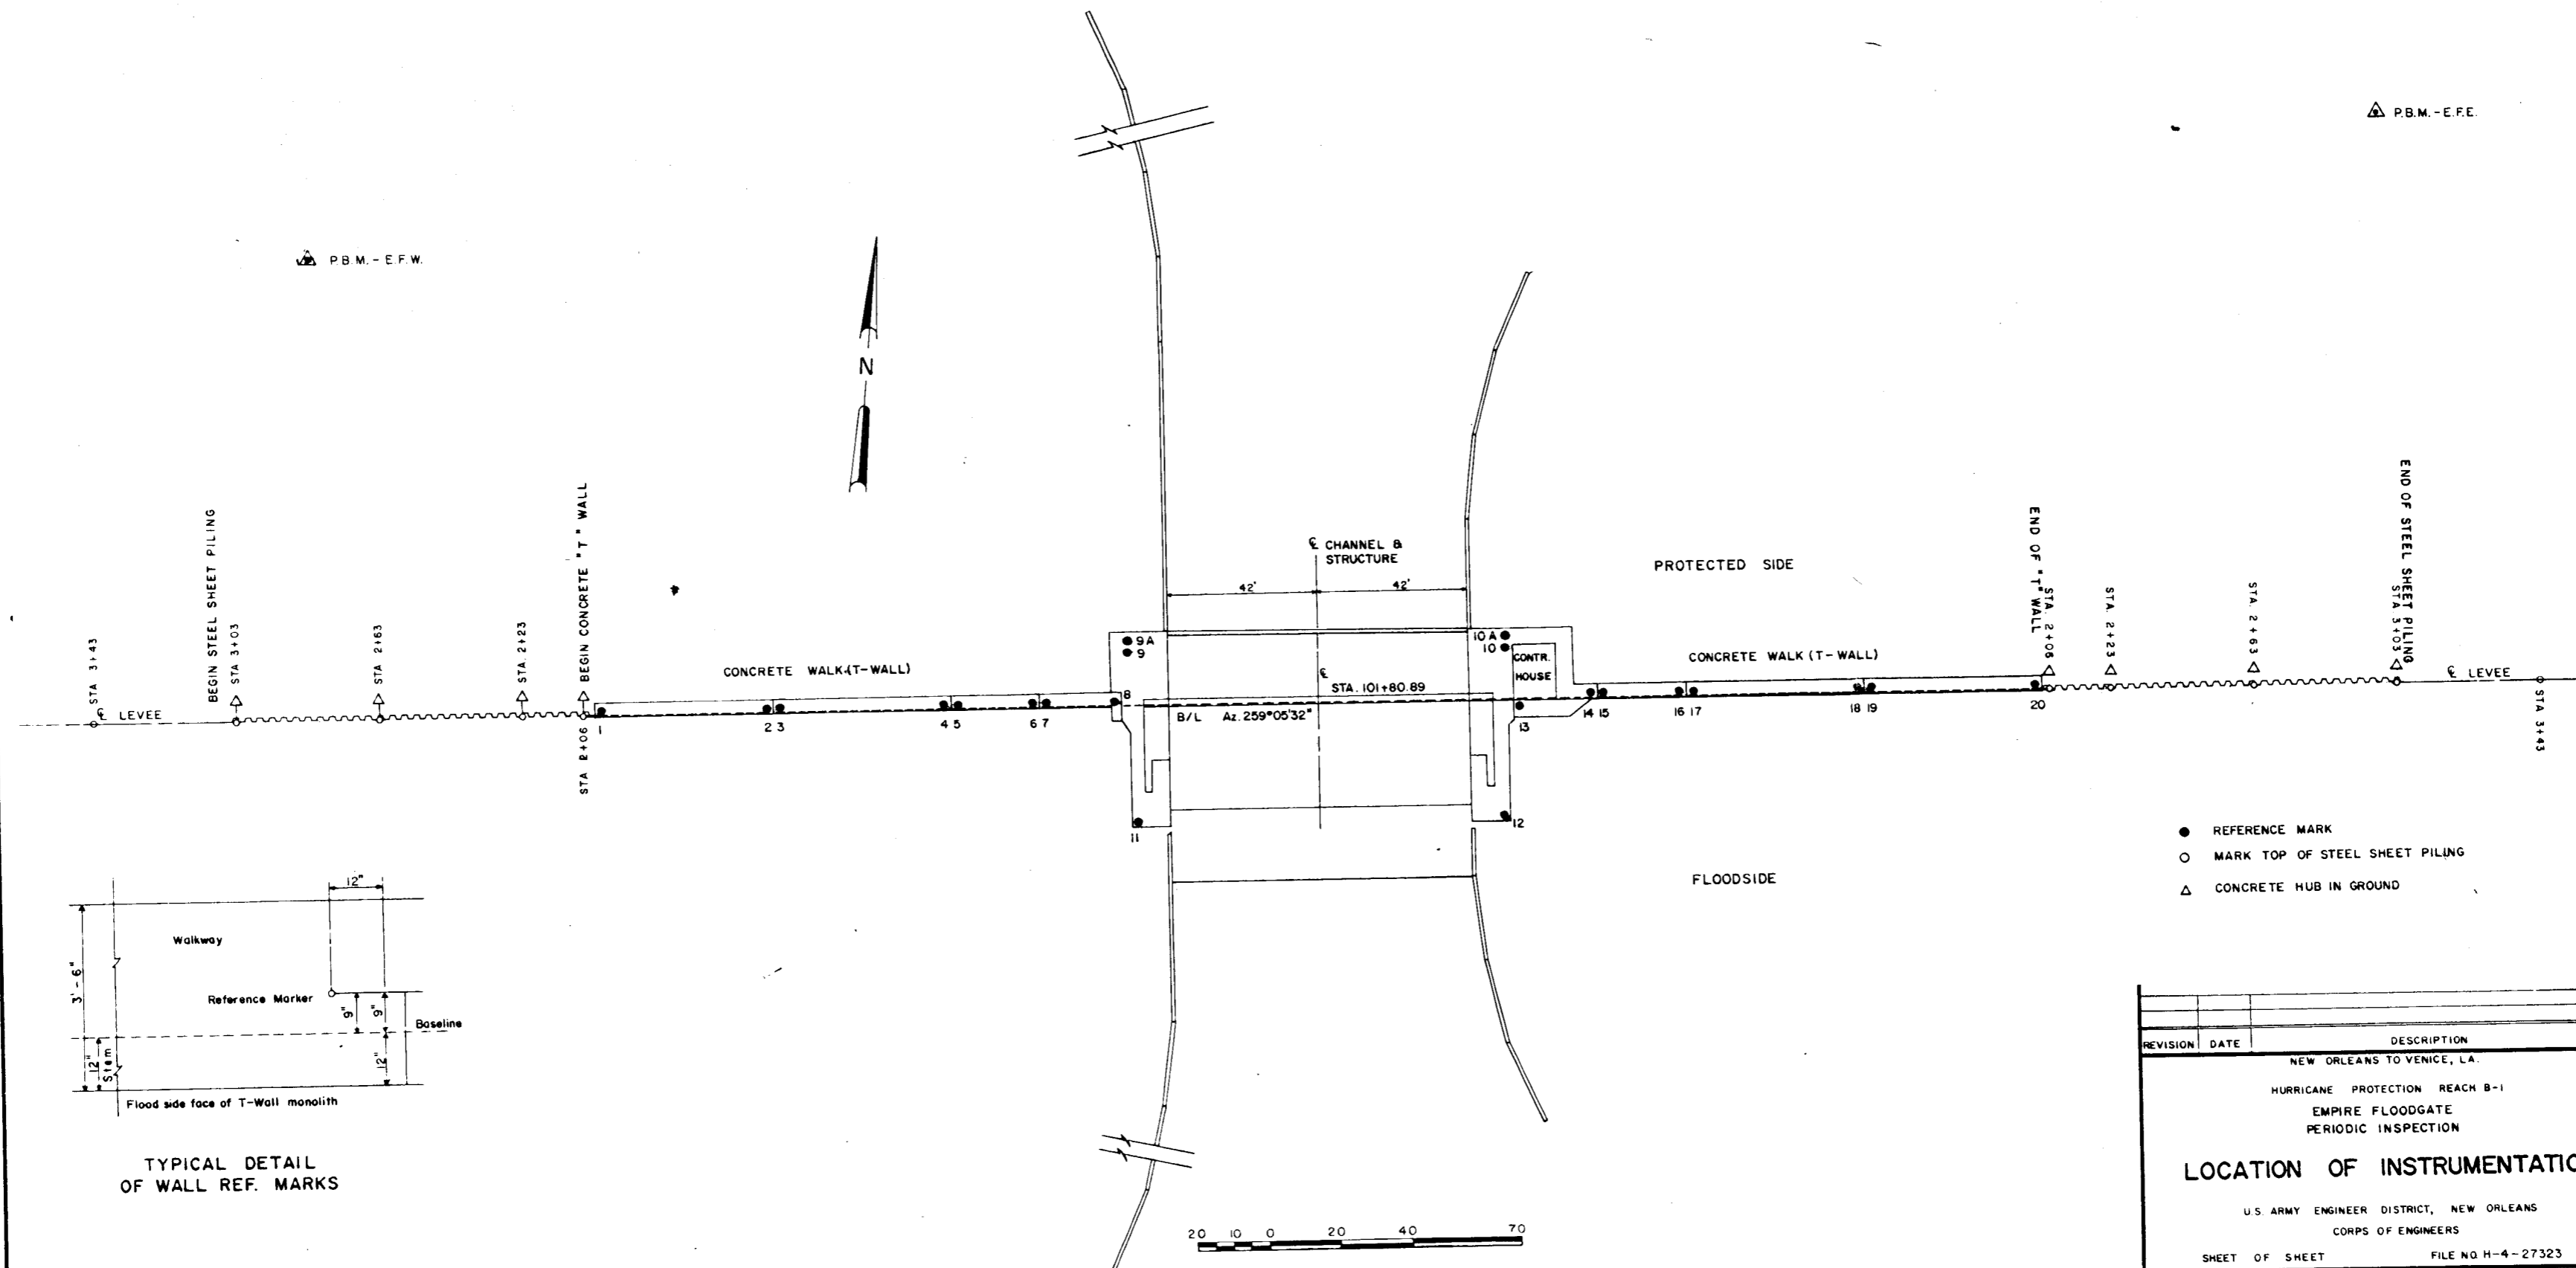 P.B.M.-E.F.E.
P.B.M.-E.F.W.
N
℄ CHANNEL &
STRUCTURE
42'
42'
PROTECTED SIDE
STA 3+43
℄ LEVEE
BEGIN STEEL SHEET PILING
STA 3+03
STA 2+63
STA. 2+23
BEGIN CONCRETE "T" WALL
STA 2+06
CONCRETE WALK (T-WALL)
1
2 3
4 5
6 7
8
9A
9
10A
10
CONTR.
HOUSE
℄
STA. 101+80.89
B/L Az. 259°05'32"
11
12
13
14 15
16 17
18 19
20
CONCRETE WALK (T-WALL)
END OF "T" WALL
STA. 2+06
STA. 2+23
STA. 2+63
STA. 3+03
END OF STEEL SHEET PILING
℄ LEVEE
STA 3+43
REFERENCE MARK
MARK TOP OF STEEL SHEET PILING
CONCRETE HUB IN GROUND
FLOODSIDE
12"
Walkway
3'-6"
Reference Marker
9"
9"
Baseline
12"
Stem
12"
Flood side face of T-Wall monolith
TYPICAL DETAIL
OF WALL REF. MARKS
20 10 0 20 40 70
REVISION DATE DESCRIPTION
NEW ORLEANS TO VENICE, LA.
HURRICANE PROTECTION REACH B-1
EMPIRE FLOODGATE
PERIODIC INSPECTION
LOCATION OF INSTRUMENTATIO
U.S. ARMY ENGINEER DISTRICT, NEW ORLEANS
CORPS OF ENGINEERS
SHEET OF SHEET FILE NO. H-4-27323